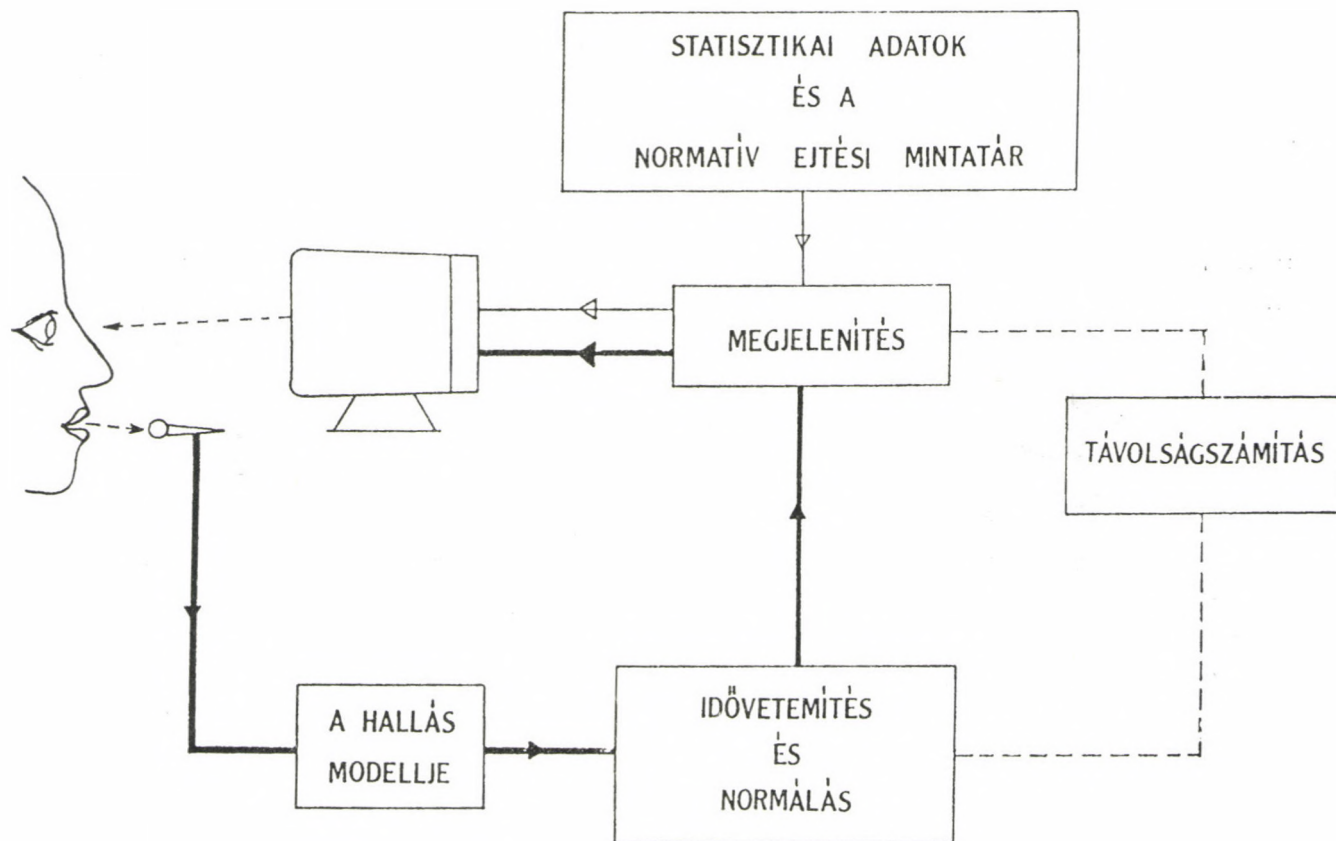 STATISZTIKAI ADATOK
ÉS A
NORMATÍV EJTÉSI MINTATÁR
MEGJELENÍTÉS
TÁVOLSÁGSZÁMÍTÁS
A HALLÁS
MODELLJE
IDŐVETEMÍTÉS
ÉS
NORMÁLÁS